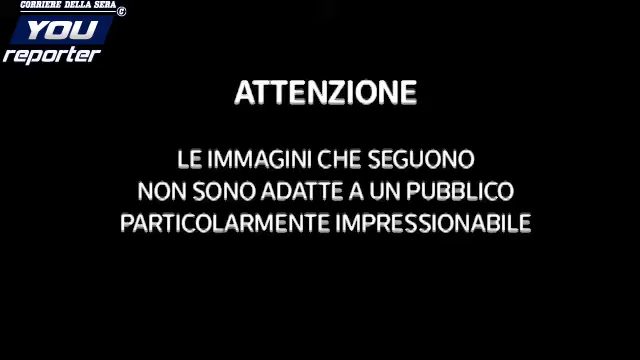 CORRIERE DELLA SERA
©
YOU
reporter
ATTENZIONE
LE IMMAGINI CHE SEGUONO
NON SONO ADATTE A UN PUBBLICO
PARTICOLARMENTE IMPRESSIONABILE